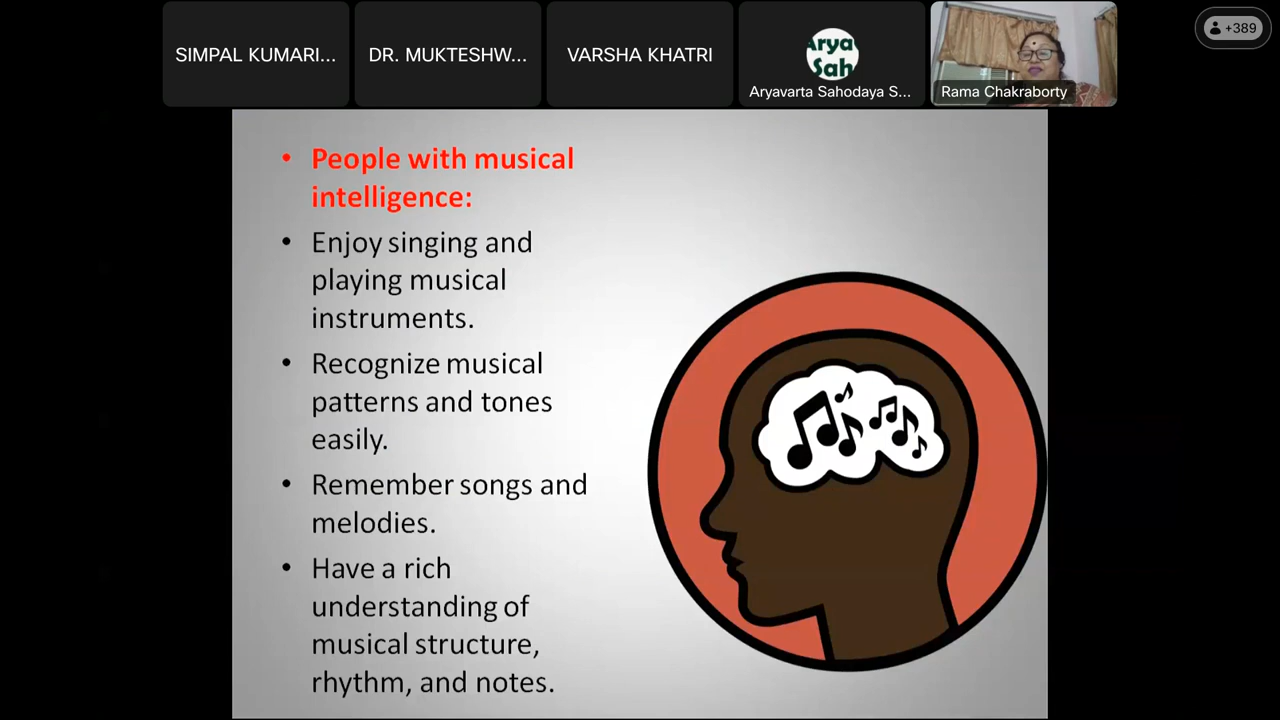 SIMPAL KUMARI...
DR. MUKTESHW...
VARSHA KHATRI
Arya
Sah
Aryavarta Sahodaya S...
Rama Chakraborty
+389
• People with musical
intelligence:
• Enjoy singing and
playing musical
instruments.
• Recognize musical
patterns and tones
easily.
• Remember songs and
melodies.
• Have a rich
understanding of
musical structure,
rhythm, and notes.